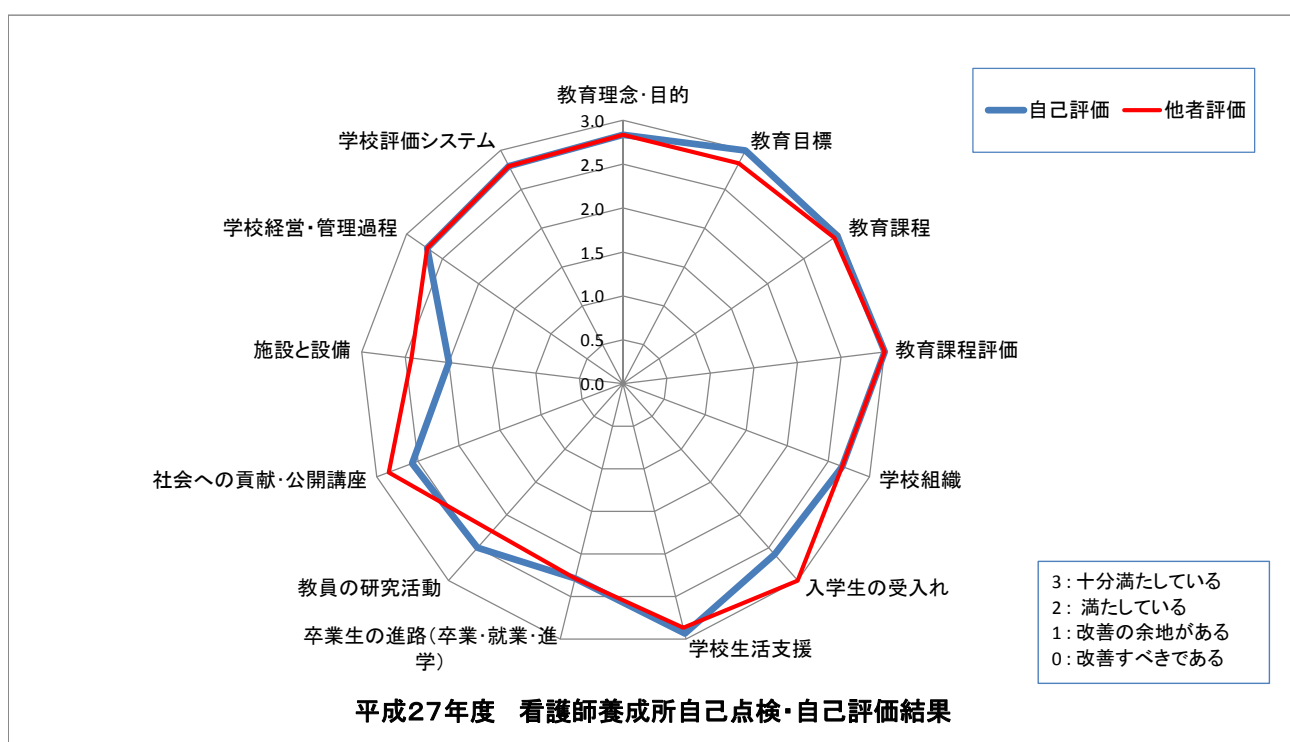 教育理念・目的
教育目標
教育課程
教育課程評価
学校組織
入学生の受入れ
学校生活支援
卒業生の進路(卒業・就業・進
学)
教員の研究活動
社会への貢献・公開講座
施設と設備
学校経営・管理過程
学校評価システム
3.0
2.5
2.0
1.5
1.0
0.5
0.0
自己評価 他者評価
3：十分満たしている
2： 満たしている
1：改善の余地がある
0：改善すべきである
平成27年度 看護師養成所自己点検・自己評価結果